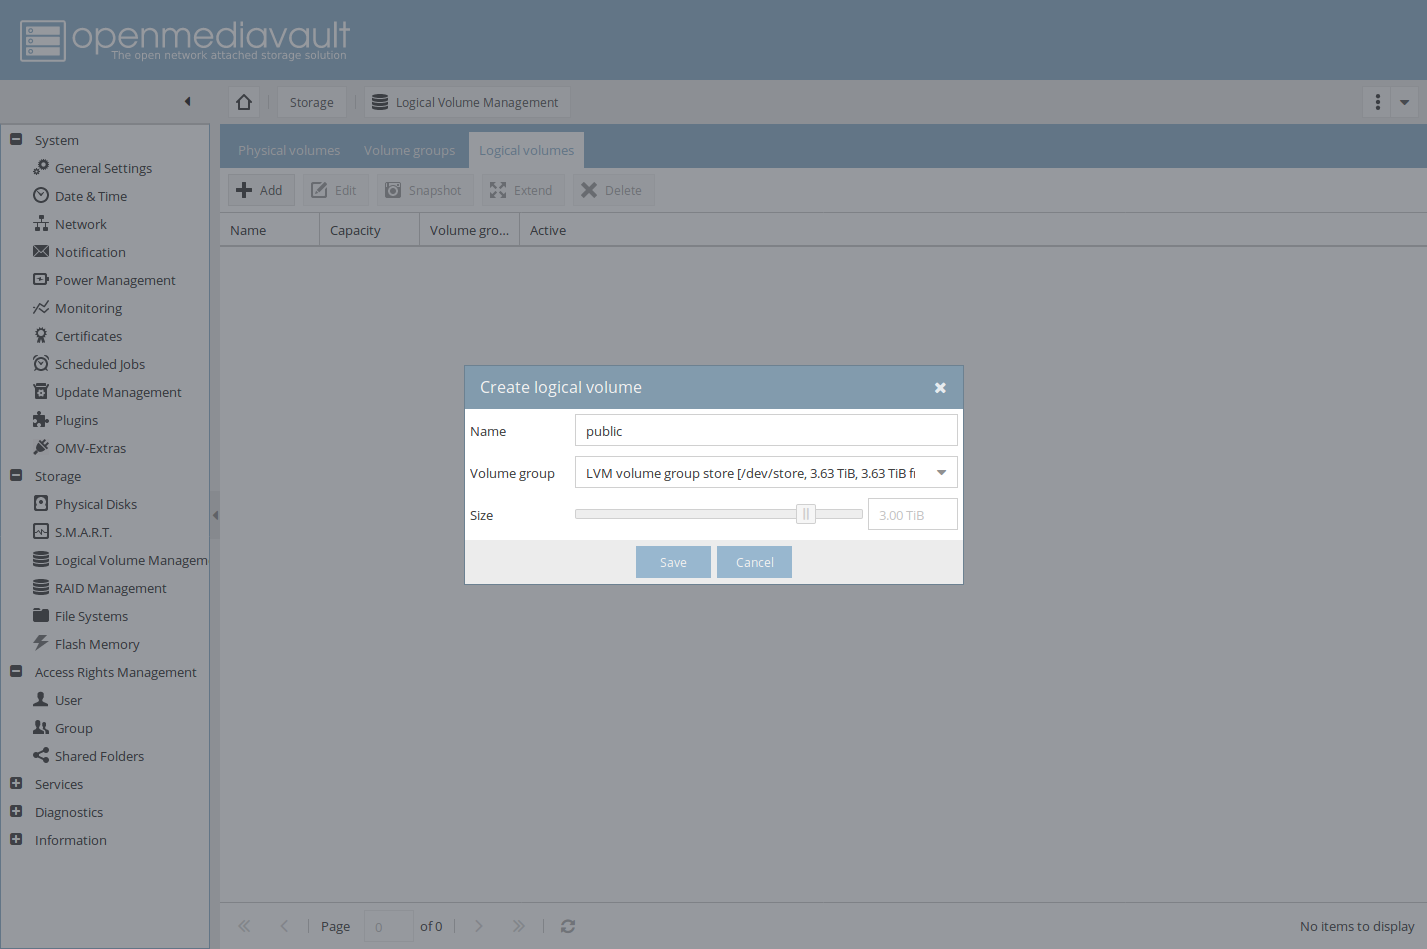 openmediavault
The open network attached storage solution
Storage
Logical Volume Management
System
General Settings
Date & Time
Network
Notification
Power Management
Monitoring
Certificates
Scheduled Jobs
Update Management
Plugins
OMV-Extras
Storage
Physical Disks
S.M.A.R.T.
Logical Volume Managem
RAID Management
File Systems
Flash Memory
Access Rights Management
User
Group
Shared Folders
Services
Diagnostics
Information
Physical volumes Volume groups Logical volumes
Add Edit Snapshot Extend Delete
Name Capacity Volume gro... Active
Create logical volume
Name public
Volume group LVM volume group store [/dev/store, 3.63 TiB, 3.63 TiB fr
Size 3.00 TiB
Save Cancel
Page 0 of 0 No items to display